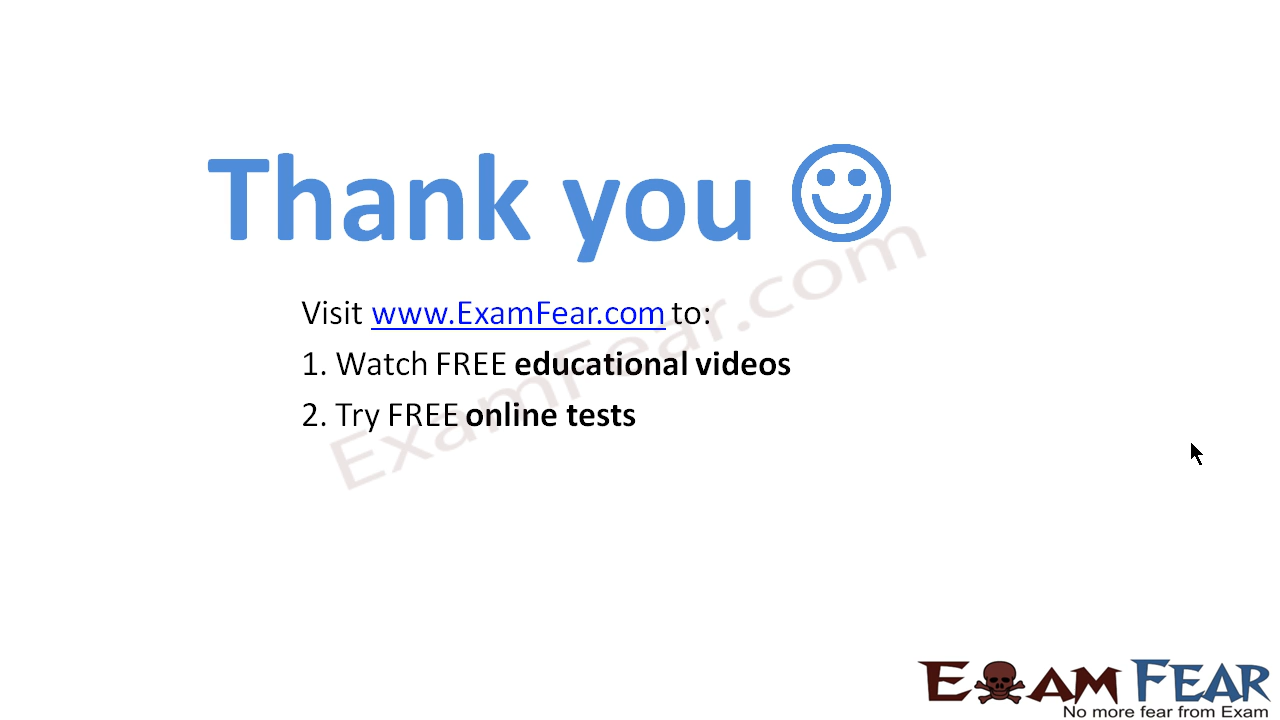 Thank you
Visit www.ExamFear.com to:
1. Watch FREE educational videos
2. Try FREE online tests
ExamFear.com
EXAM FEAR
No more fear from Exam